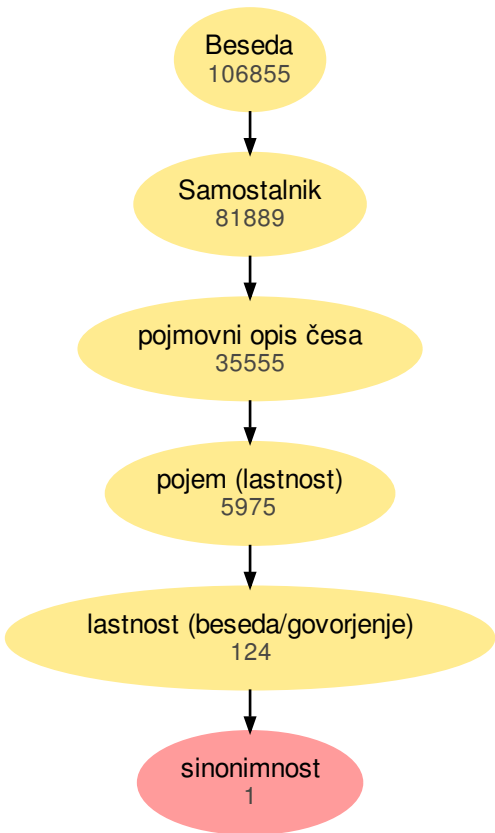 Beseda
106855
Samostalnik
81889
pojmovni opis česa
35555
pojem (lastnost)
5975
lastnost (beseda/govorjenje)
124
sinonimnost
1